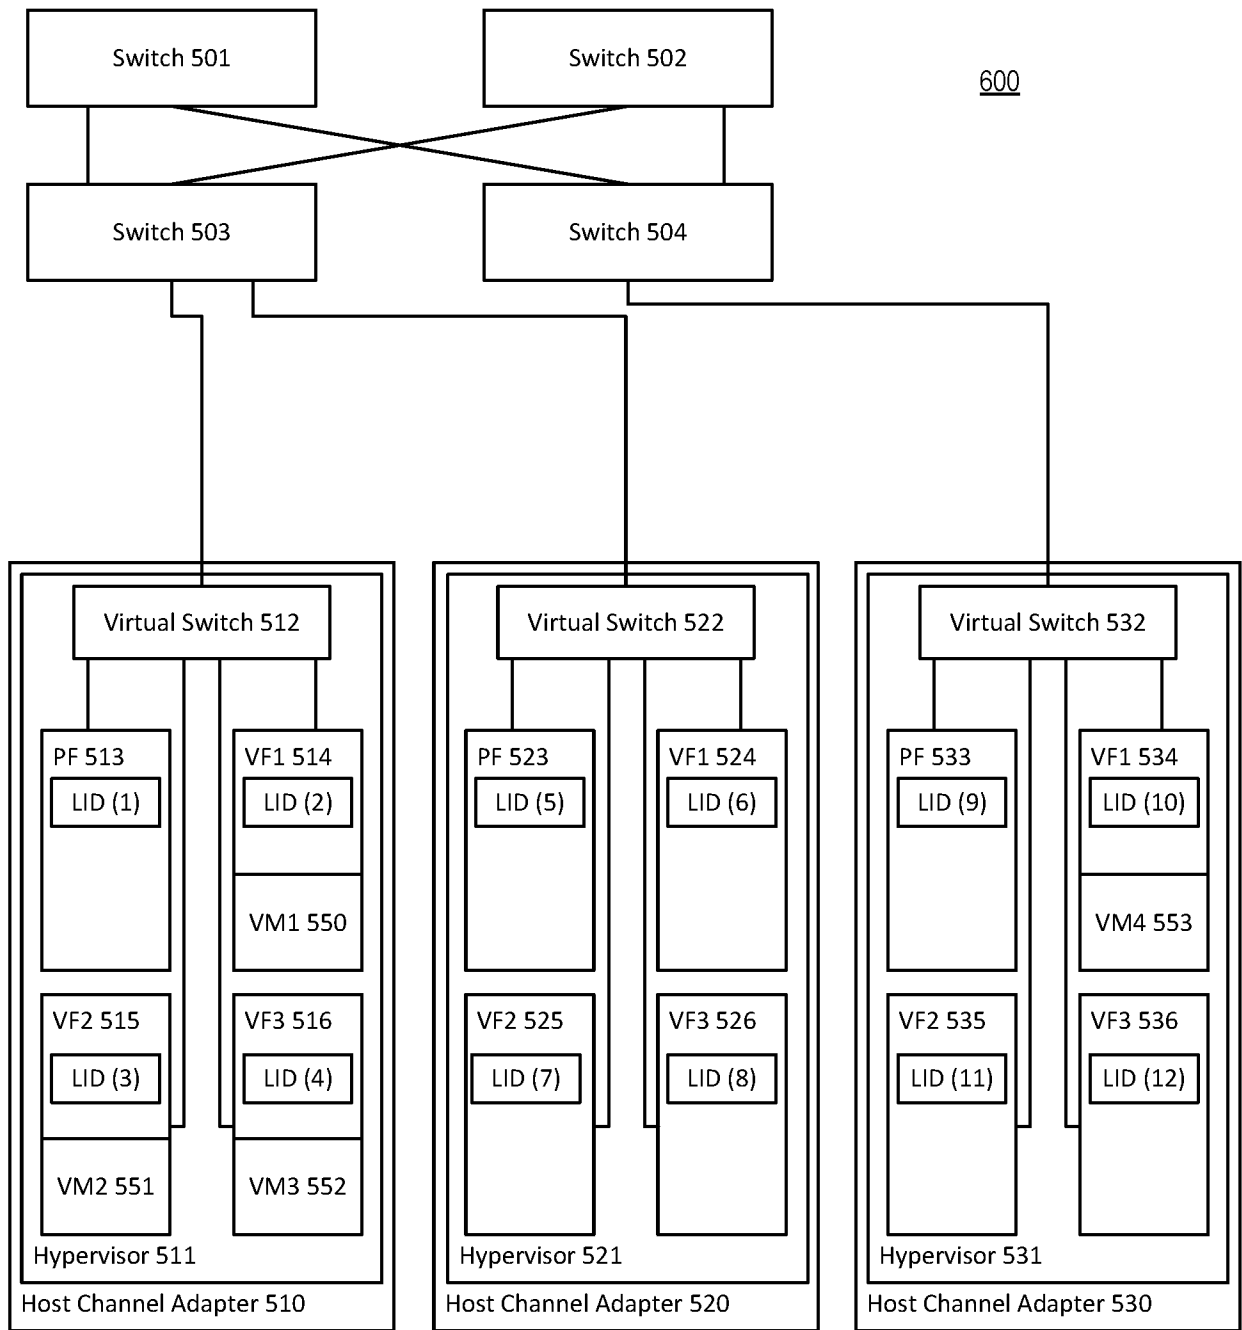 Switch 501
Switch 502
600
Switch 503
Switch 504
Virtual Switch 512
Virtual Switch 522
Virtual Switch 532
PF 513
LID (1)
VF1 514
LID (2)
VM1 550
VF2 515
LID (3)
VM2 551
VF3 516
LID (4)
VM3 552
Hypervisor 511
Host Channel Adapter 510
PF 523
LID (5)
VF1 524
LID (6)
VF2 525
LID (7)
VF3 526
LID (8)
Hypervisor 521
Host Channel Adapter 520
PF 533
LID (9)
VF1 534
LID (10)
VM4 553
VF2 535
LID (11)
VF3 536
LID (12)
Hypervisor 531
Host Channel Adapter 530